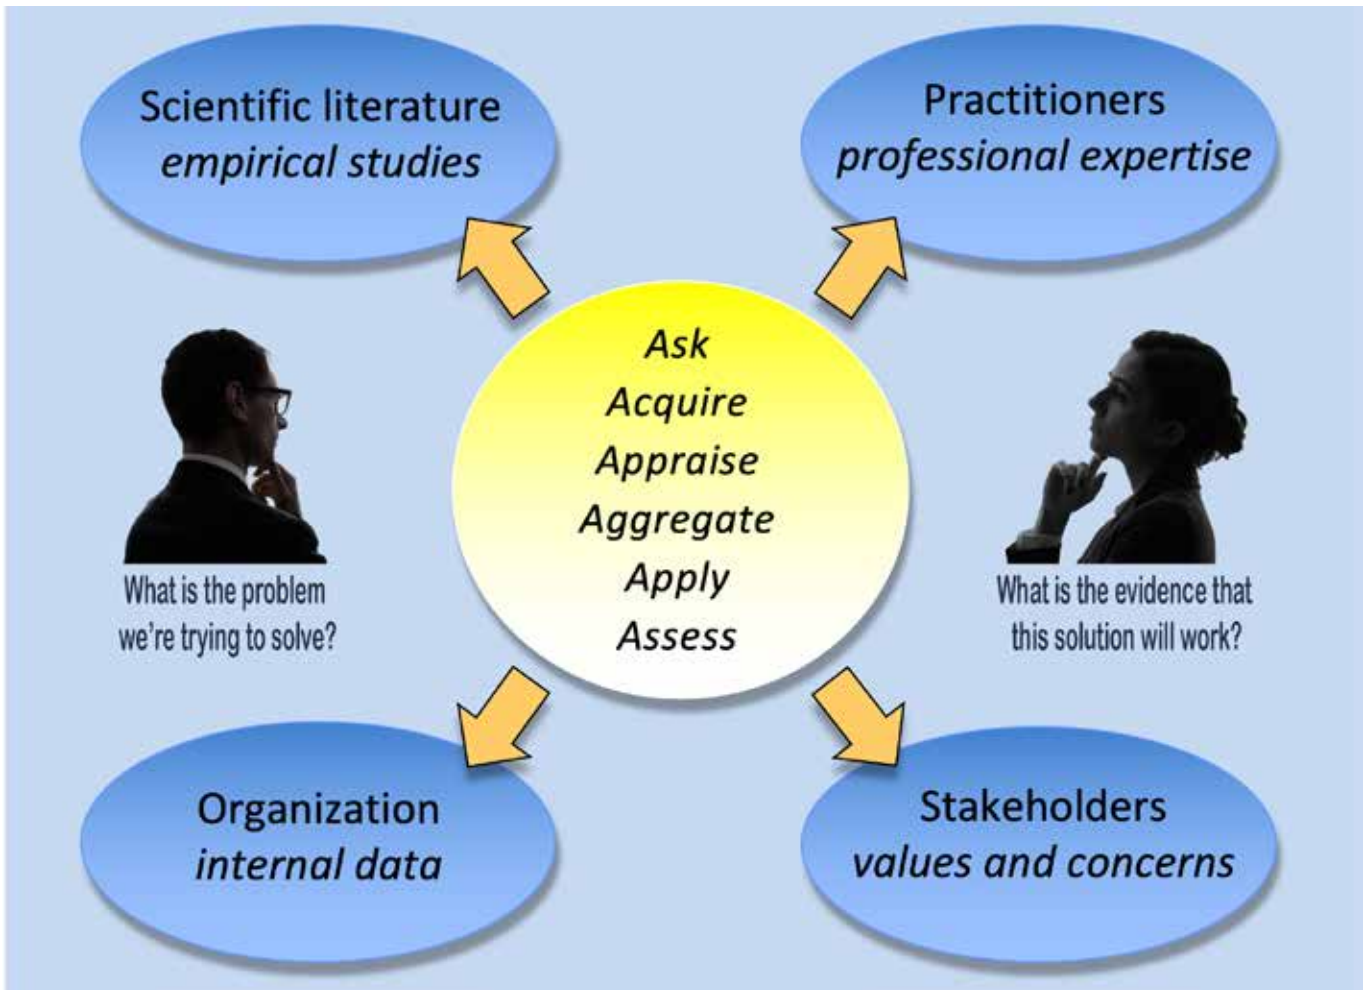 Scientific literature
empirical studies
Practitioners
professional expertise
Ask
Acquire
Appraise
Aggregate
Apply
Assess
What is the problem
we're trying to solve?
What is the evidence that
this solution will work?
Organization
internal data
Stakeholders
values and concerns